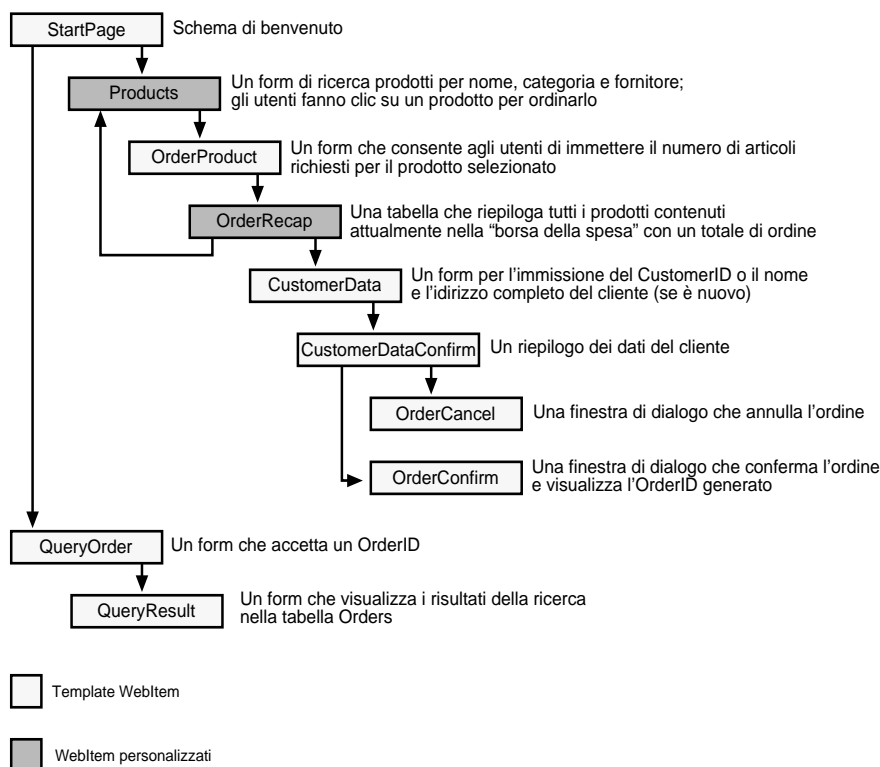 StartPage
Schema di benvenuto
Products
Un form di ricerca prodotti per nome, categoria e fornitore;
gli utenti fanno clic su un prodotto per ordinarlo
OrderProduct
Un form che consente agli utenti di immettere il numero di articoli
richiesti per il prodotto selezionato
OrderRecap
Una tabella che riepiloga tutti i prodotti contenuti
attualmente nella “borsa della spesa” con un totale di ordine
CustomerData
Un form per l’immissione del CustomerID o il nome
e l’idirizzo completo del cliente (se è nuovo)
CustomerDataConfirm
Un riepilogo dei dati del cliente
OrderCancel
Una finestra di dialogo che annulla l’ordine
OrderConfirm
Una finestra di dialogo che conferma l’ordine
e visualizza l’OrderID generato
QueryOrder
Un form che accetta un OrderID
QueryResult
Un form che visualizza i risultati della ricerca
nella tabella Orders
Template WebItem
WebItem personalizzati